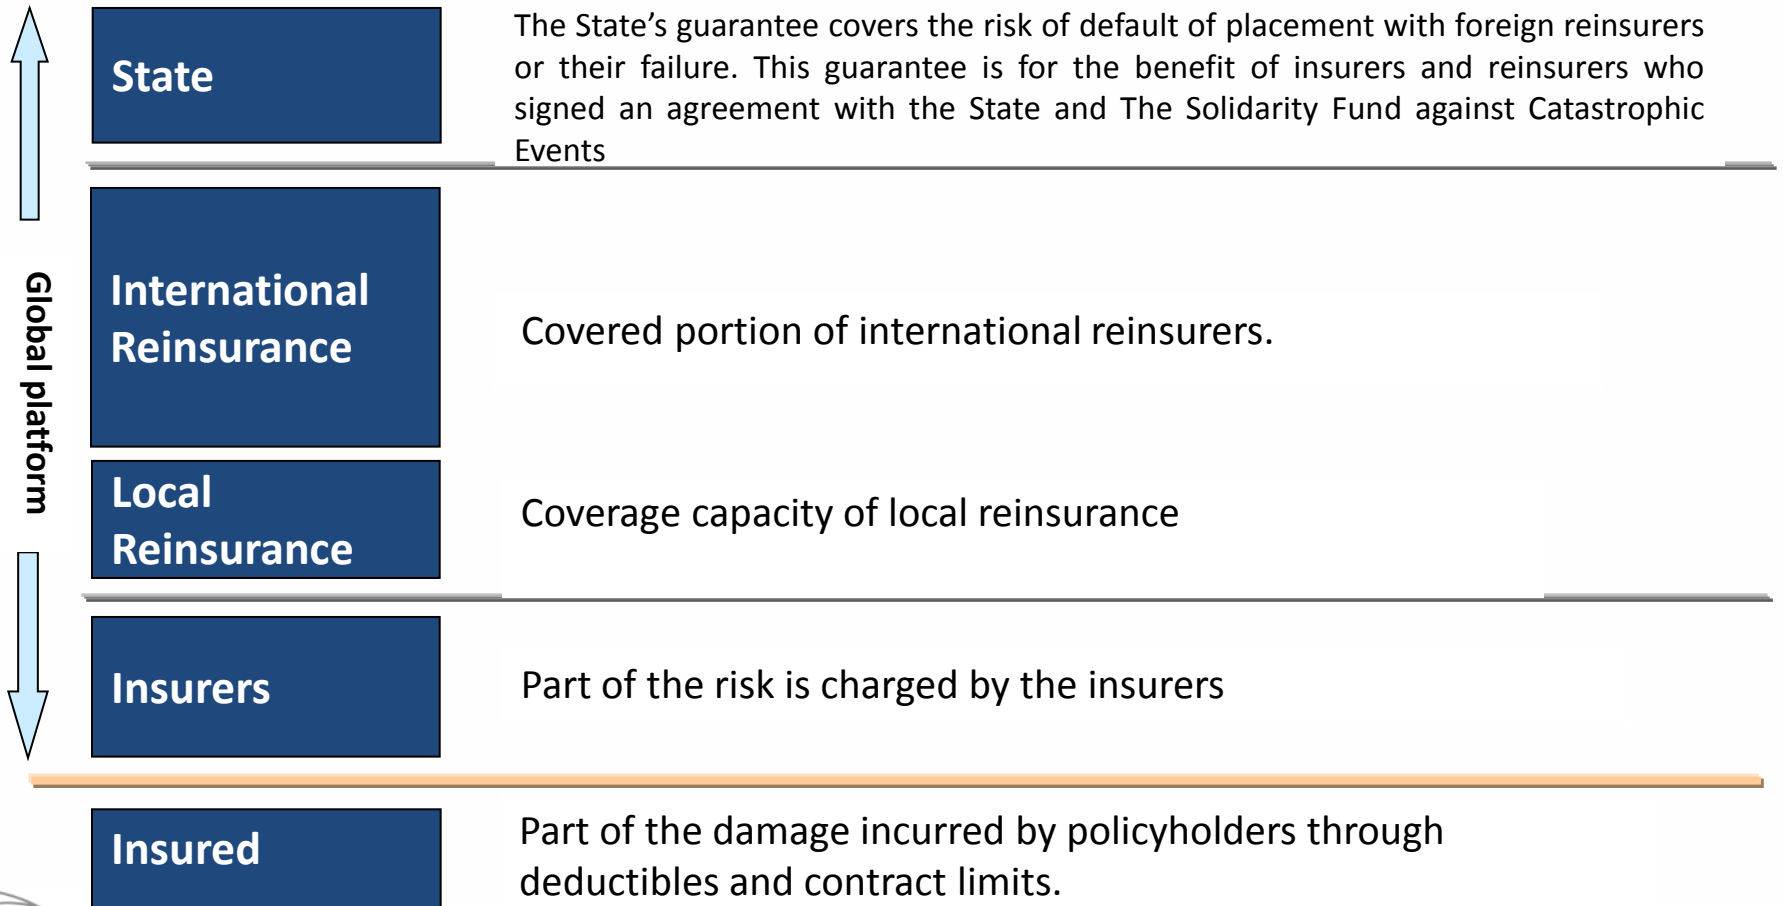 State
The State’s guarantee covers the risk of default of placement with foreign reinsurers
or their failure. This guarantee is for the benefit of insurers and reinsurers who
signed an agreement with the State and The Solidarity Fund against Catastrophic
Events
Global platform
International
Reinsurance
Covered portion of international reinsurers.
Local
Reinsurance
Coverage capacity of local reinsurance
Insurers
Part of the risk is charged by the insurers
Insured
Part of the damage incurred by policyholders through
deductibles and contract limits.